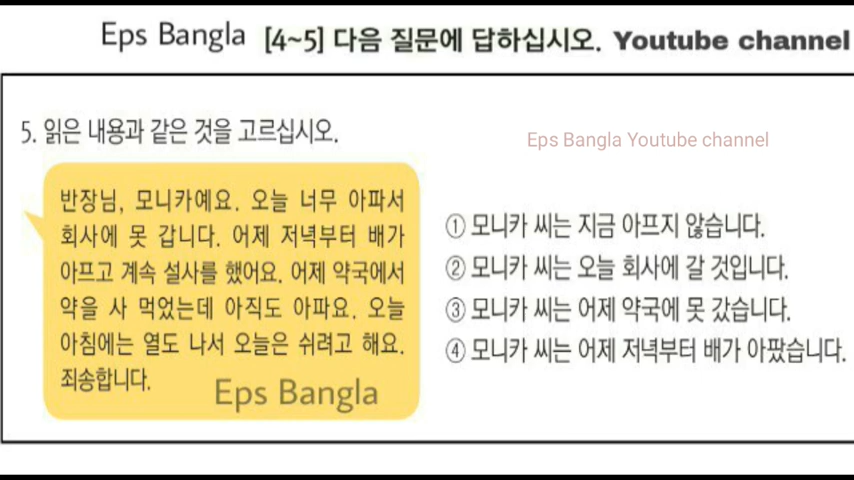 Eps Bangla [4~5] 다음 질문에 답하십시오. Youtube channel
5. 읽은 내용과 같은 것을 고르십시오.
Eps Bangla Youtube channel
반장님, 모니카예요. 오늘 너무 아파서
회사에 못 갑니다. 어제 저녁부터 배가
아프고 계속 설사를 했어요. 어제 약국에서
약을 사 먹었는데 아직도 아파요. 오늘
아침에는 열도 나서 오늘은 쉬려고 해요.
죄송합니다.
Eps Bangla
① 모니카 씨는 지금 아프지 않습니다.
② 모니카 씨는 오늘 회사에 갈 것입니다.
③ 모니카 씨는 어제 약국에 못 갔습니다.
④ 모니카 씨는 어제 저녁부터 배가 아팠습니다.